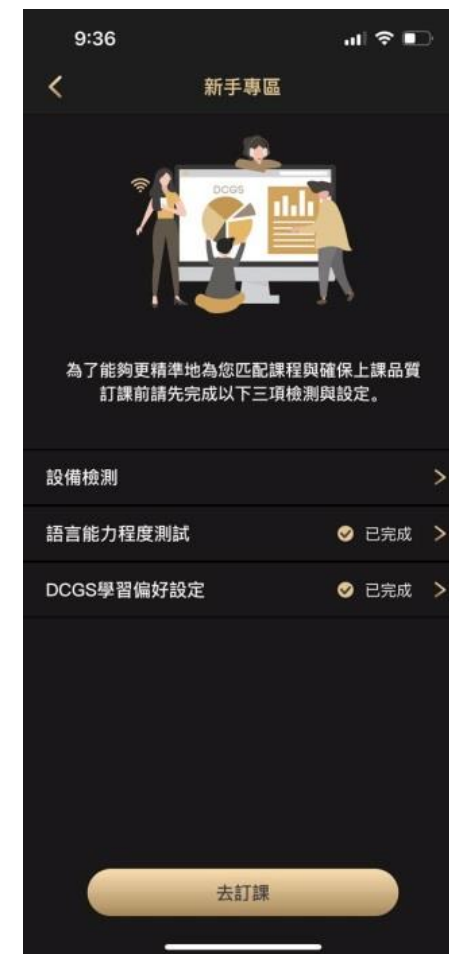 9:36
新手專區
DCGS
為了能夠更精準地為您匹配課程與確保上課品質
訂課前請先完成以下三項檢測與設定。
設備檢測
語言能力程度測試 已完成
DCGS學習偏好設定 已完成
去訂課